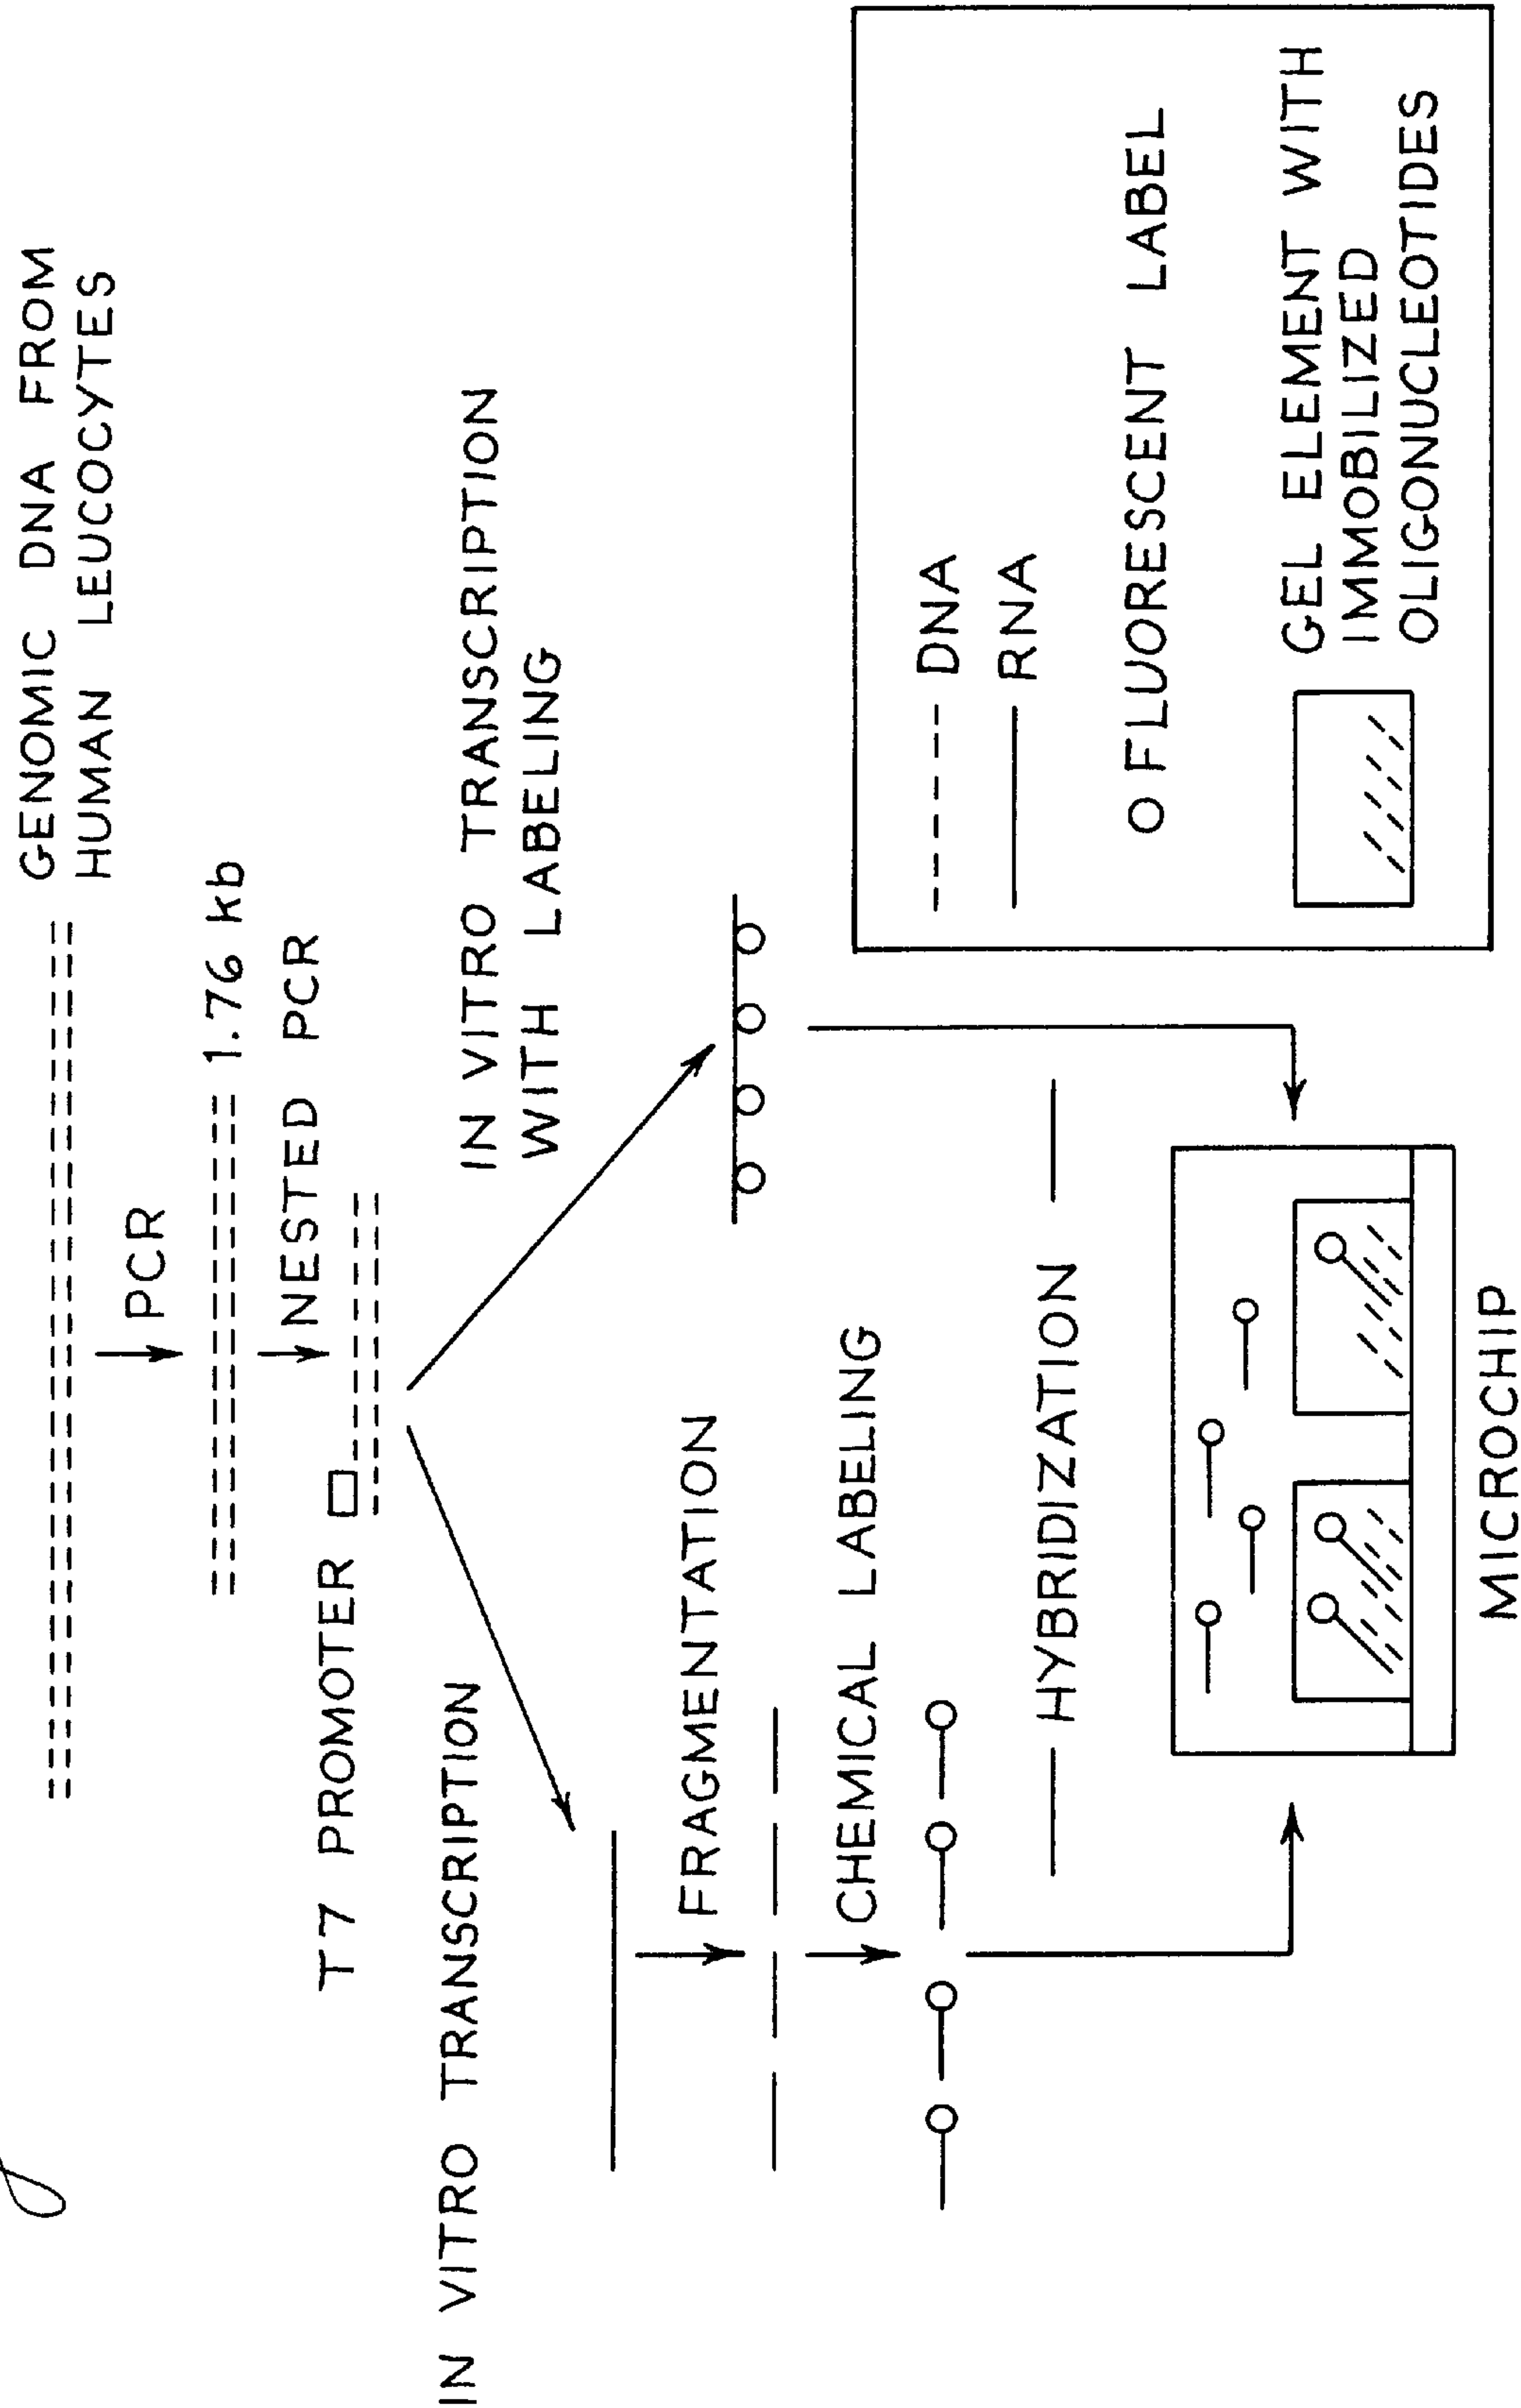 GENOMIC DNA FROM
HUMAN LEUCOCYTES
PCR
1.76 kb
NESTED PCR
T7 PROMOTER
IN VITRO TRANSCRIPTION
IN VITRO TRANSCRIPTION
WITH LABELING
FRAGMENTATION
CHEMICAL LABELING
HYBRIDIZATION
MICROCHIP
DNA
RNA
FLUORESCENT LABEL
GEL ELEMENT WITH
IMMOBILIZED
OLIGONUCLEOTIDES